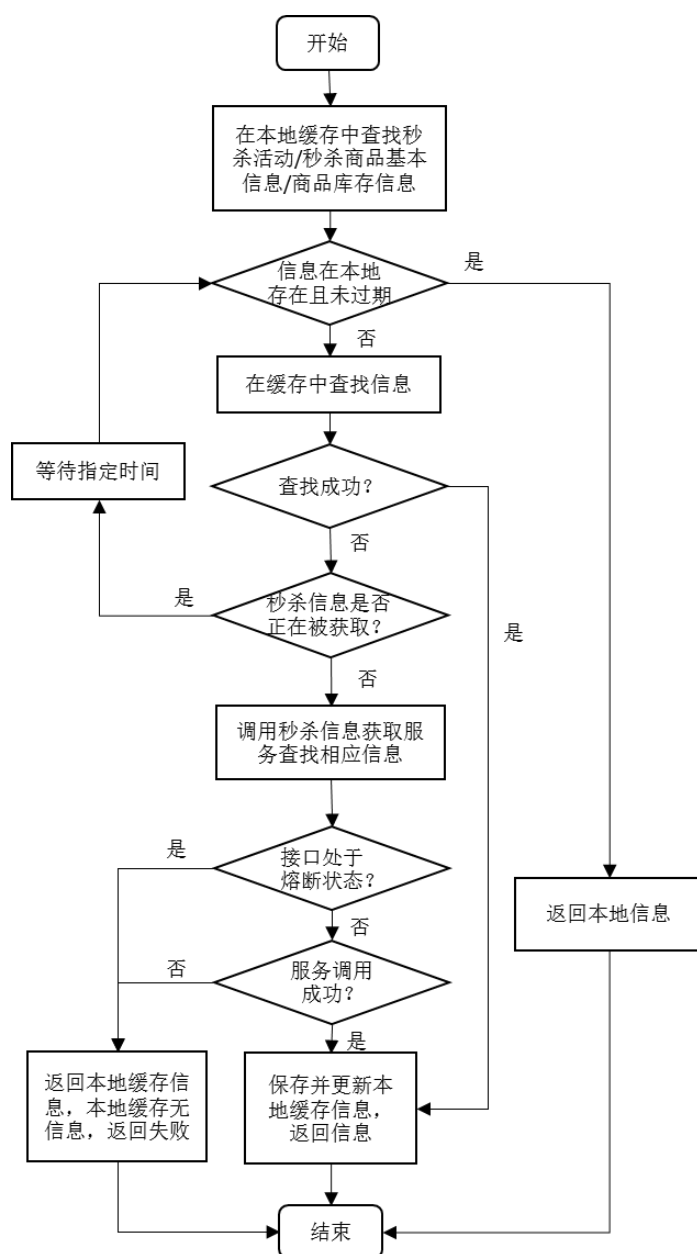 开始
在本地缓存中查找秒
杀活动/秒杀商品基本
信息/商品库存信息
信息在本地
存在且未过期
是
否
在缓存中查找信息
等待指定时间
查找成功？
否
是
秒杀信息是否
正在被获取？
是
否
调用秒杀信息获取服
务查找相应信息
是
接口处于
熔断状态？
返回本地信息
否
否
服务调用
成功？
是
返回本地缓存信
息，本地缓存无
信息，返回失败
保存并更新本
地缓存信息，
返回信息
结束